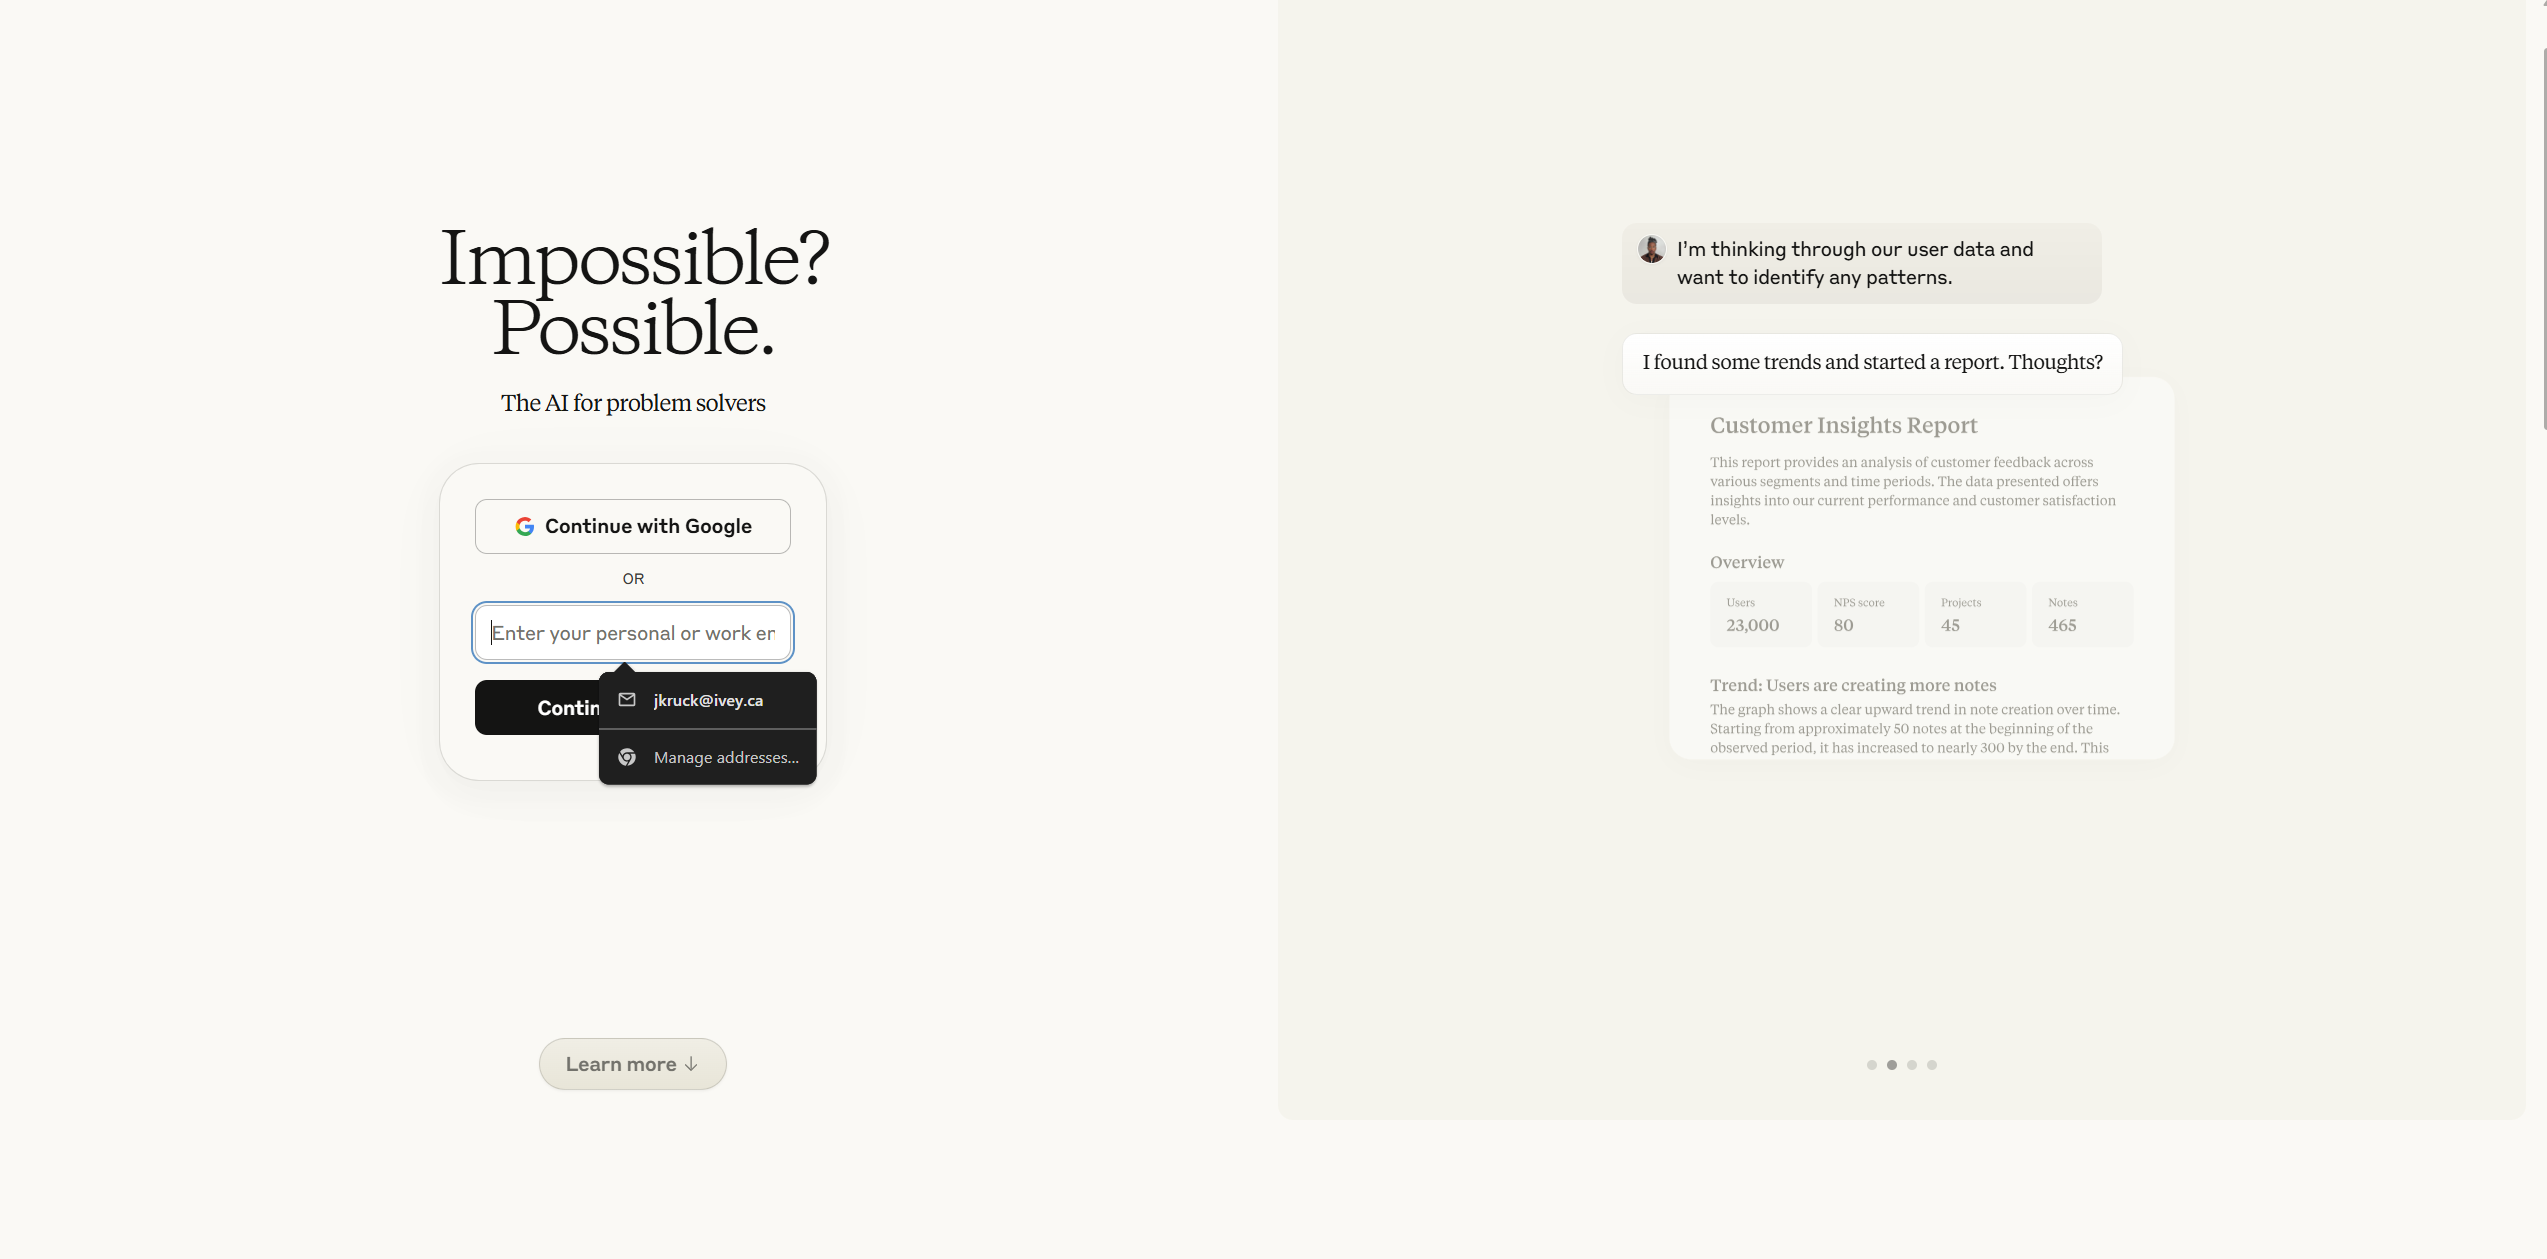 Impossible?
Possible.
The AI for problem solvers
Continue with Google
OR
Enter your personal or work
jkruck@ivey.ca
Manage addresses...
Learn more ↓
I'm thinking through our user data and
want to identify any patterns.
I found some trends and started a report. Thoughts?
Customer Insights Report
This report provides an analysis of customer feedback across
various segments and time periods. The data presented offers
insights into our current performance and customer satisfaction
levels.
Overview
Users
23,000
NPS score
80
Projects
45
Notes
465
Trend: Users are creating more notes
The graph shows a clear upward trend in note creation over time.
Starting from approximately 50 notes at the beginning of the
observed period, it has increased to nearly 300 by the end. This